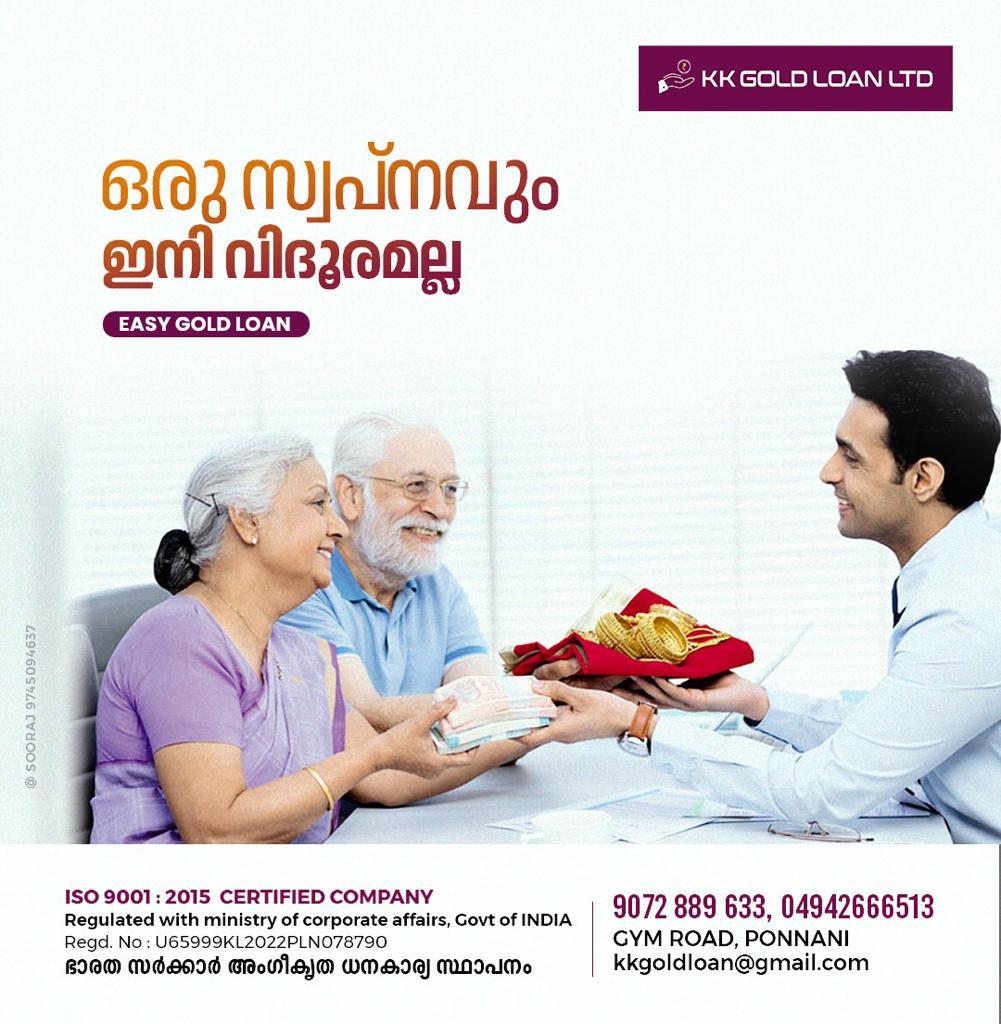 KK GOLD LOAN LTD
ഒരു സ്വപ്നവും
ഇനി വിദൂരമല്ല
EASY GOLD LOAN
@ SOORAJ 9745094637
ISO 9001 : 2015 CERTIFIED COMPANY
Regulated with ministry of corporate affairs, Govt of INDIA
Regd. No : U65999KL2022PLN078790
ഭാരത സർക്കാർ അംഗീകൃത ധനകാര്യ സ്ഥാപനം
9072 889 633, 04942666513
GYM ROAD, PONNANI
kkgoldloan@gmail.com